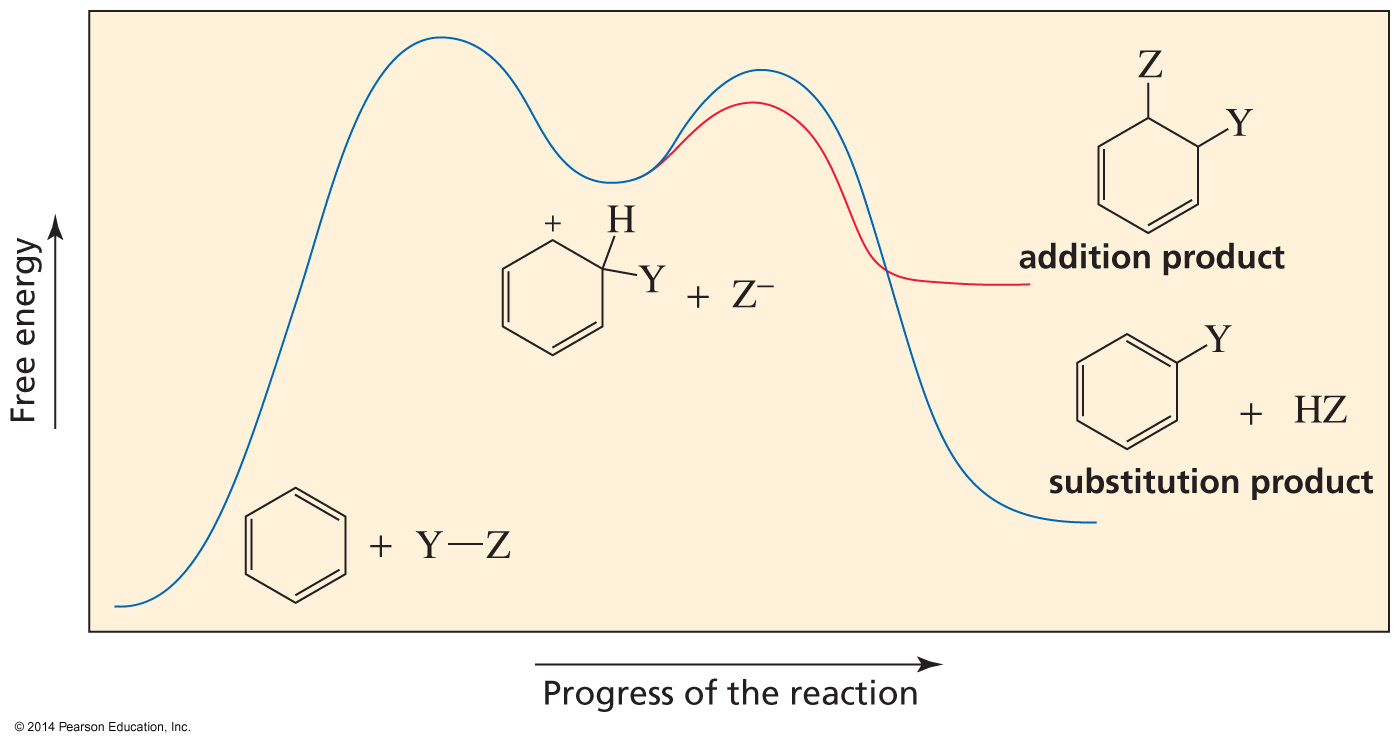 Free energy
Z
Y
addition product
+
H
Y
+ Z⁻
Y
+ HZ
substitution product
+ Y—Z
Progress of the reaction
© 2014 Pearson Education, Inc.